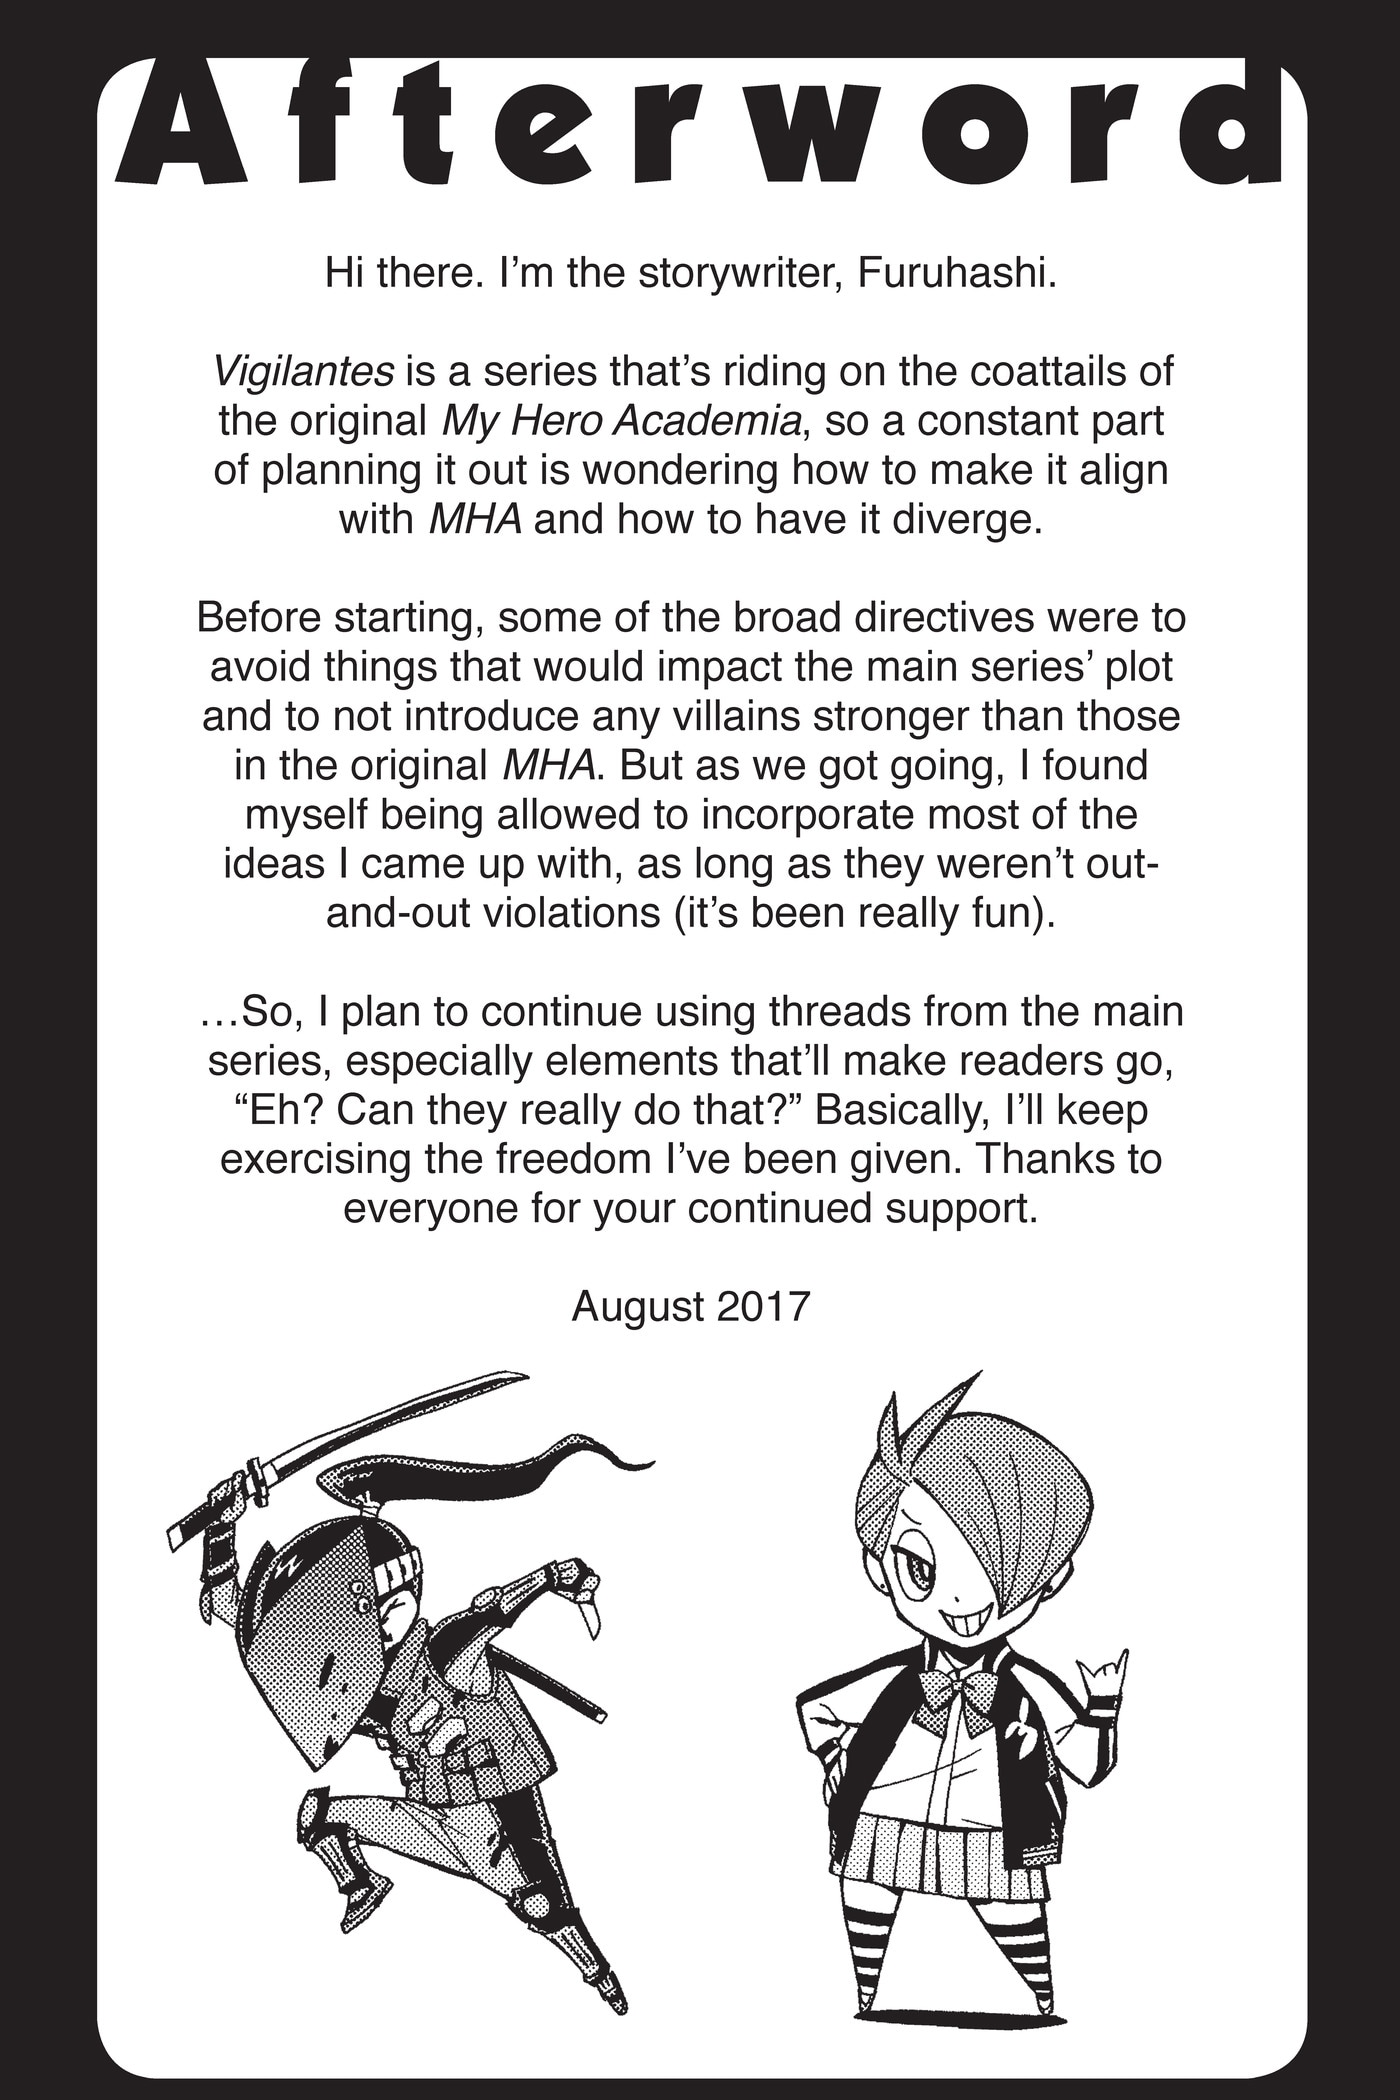 Afterword
Hi there. I’m the storywriter, Furuhashi.
Vigilantes is a series that’s riding on the coattails of
the original My Hero Academia, so a constant part
of planning it out is wondering how to make it align
with MHA and how to have it diverge.
Before starting, some of the broad directives were to
avoid things that would impact the main series’ plot
and to not introduce any villains stronger than those
in the original MHA. But as we got going, I found
myself being allowed to incorporate most of the
ideas I came up with, as long as they weren’t out-
and-out violations (it’s been really fun).
…So, I plan to continue using threads from the main
series, especially elements that’ll make readers go,
“Eh? Can they really do that?” Basically, I’ll keep
exercising the freedom I’ve been given. Thanks to
everyone for your continued support.
August 2017